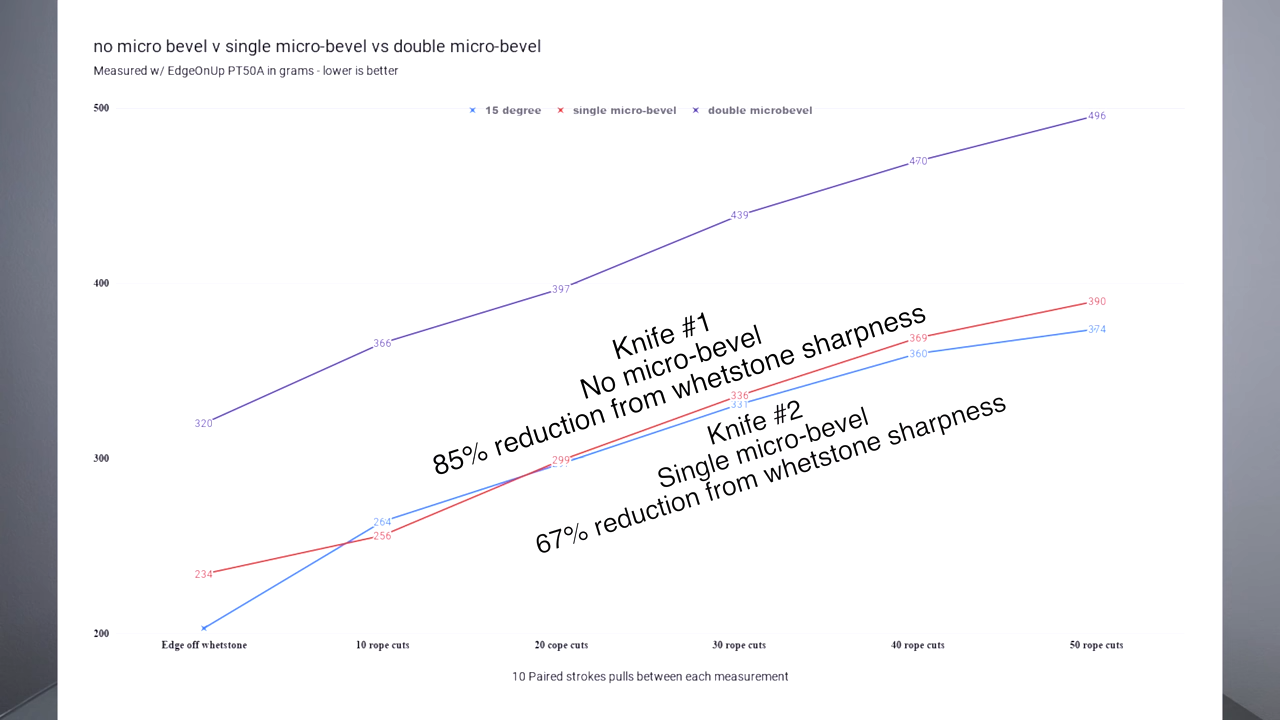 no micro bevel v single micro-bevel vs double micro-bevel
Measured w/ EdgeOnUp PT50A in grams - lower is better
500
15 degree single micro-bevel double microbevel
496
470
439
400
397
390
366
374
369
360
Knife #1
No micro-bevel
85% reduction from whetstone sharpness
336
331
320
Knife #2
Single micro-bevel
67% reduction from whetstone sharpness
300
299
264
256
234
200
Edge off whetstone 10 rope cuts 20 rope cuts 30 rope cuts 40 rope cuts 50 rope cuts
10 Paired strokes pulls between each measurement